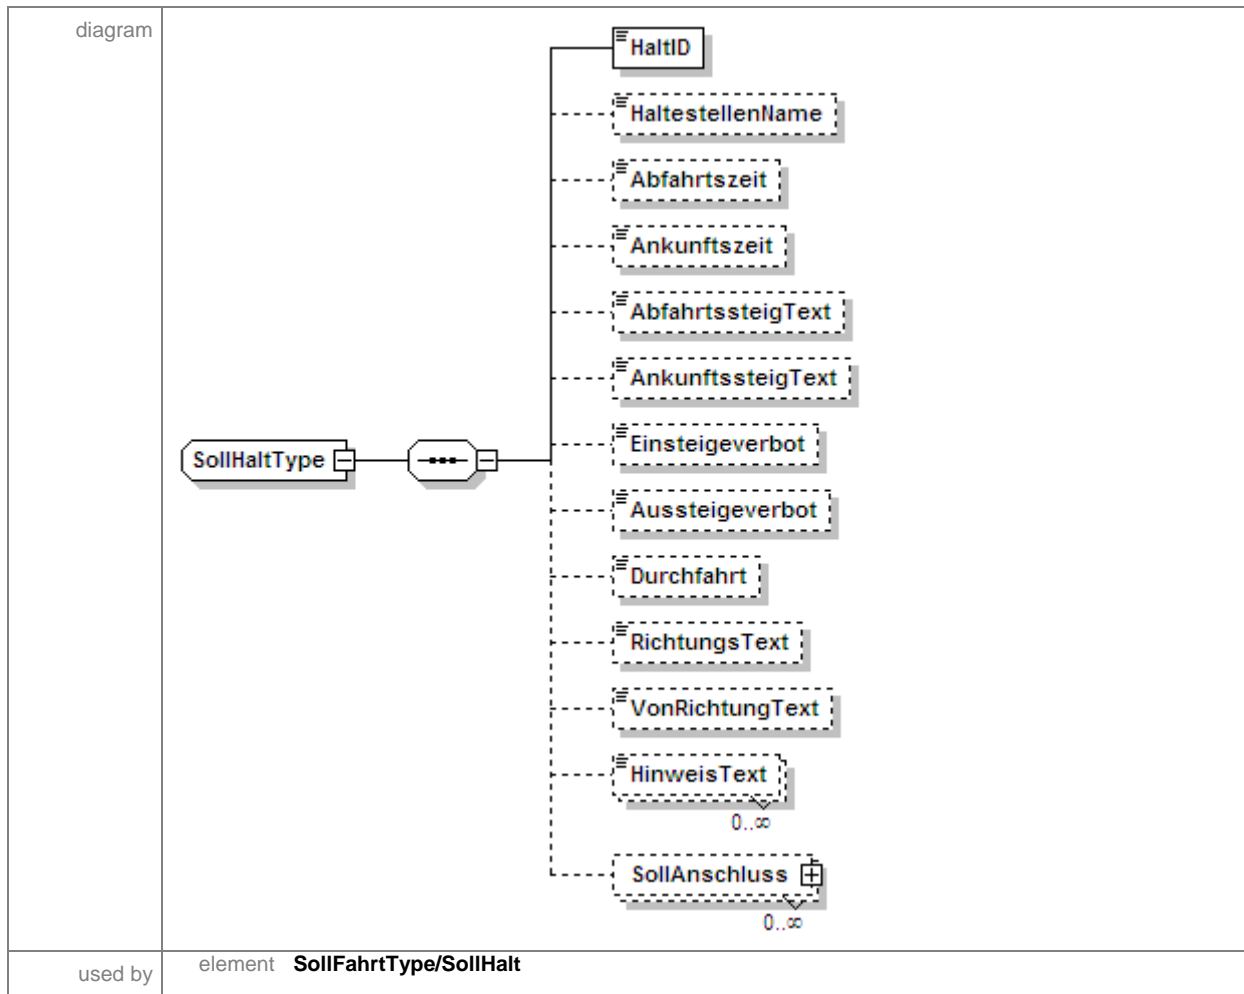 diagram
HaltID
HaltestellenName
Abfahrtszeit
Ankunftszeit
AbfahrtssteigText
AnkunftssteigText
SollHaltType
Einsteigeverbot
Aussteigeverbot
Durchfahrt
RichtungsText
VonRichtungText
HinweisText
0..∞
SollAnschluss
0..∞
used by
element SollFahrtType/SollHalt